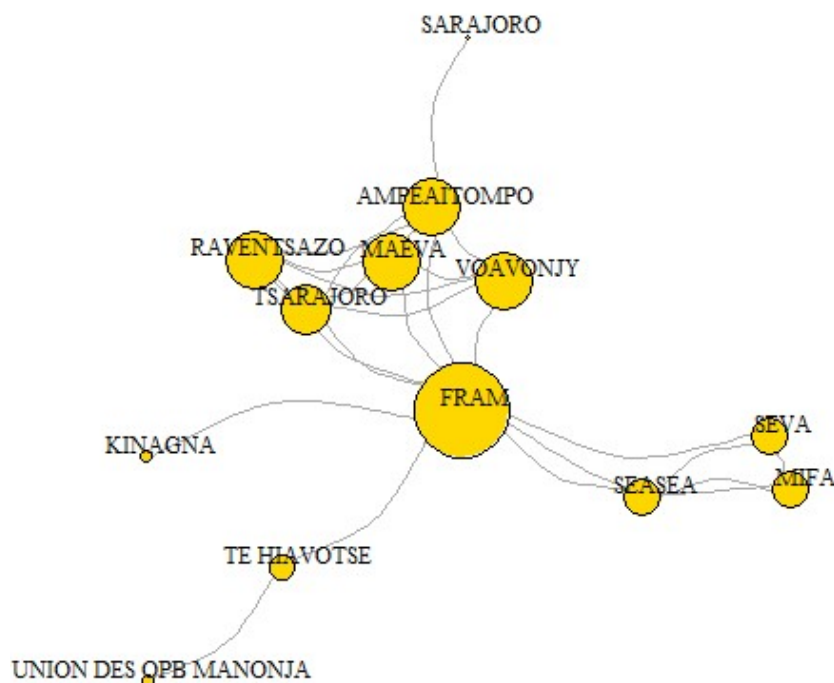 SARAJORO
AMPEAITOMPO
RAVENTSAZO
MAEVA
VOAVONJY
TSARAJORO
FRAM
SEVA
KINAGNA
SEASEA
MIFA
TE HIAVOTSE
UNION DES OPB MANONJA